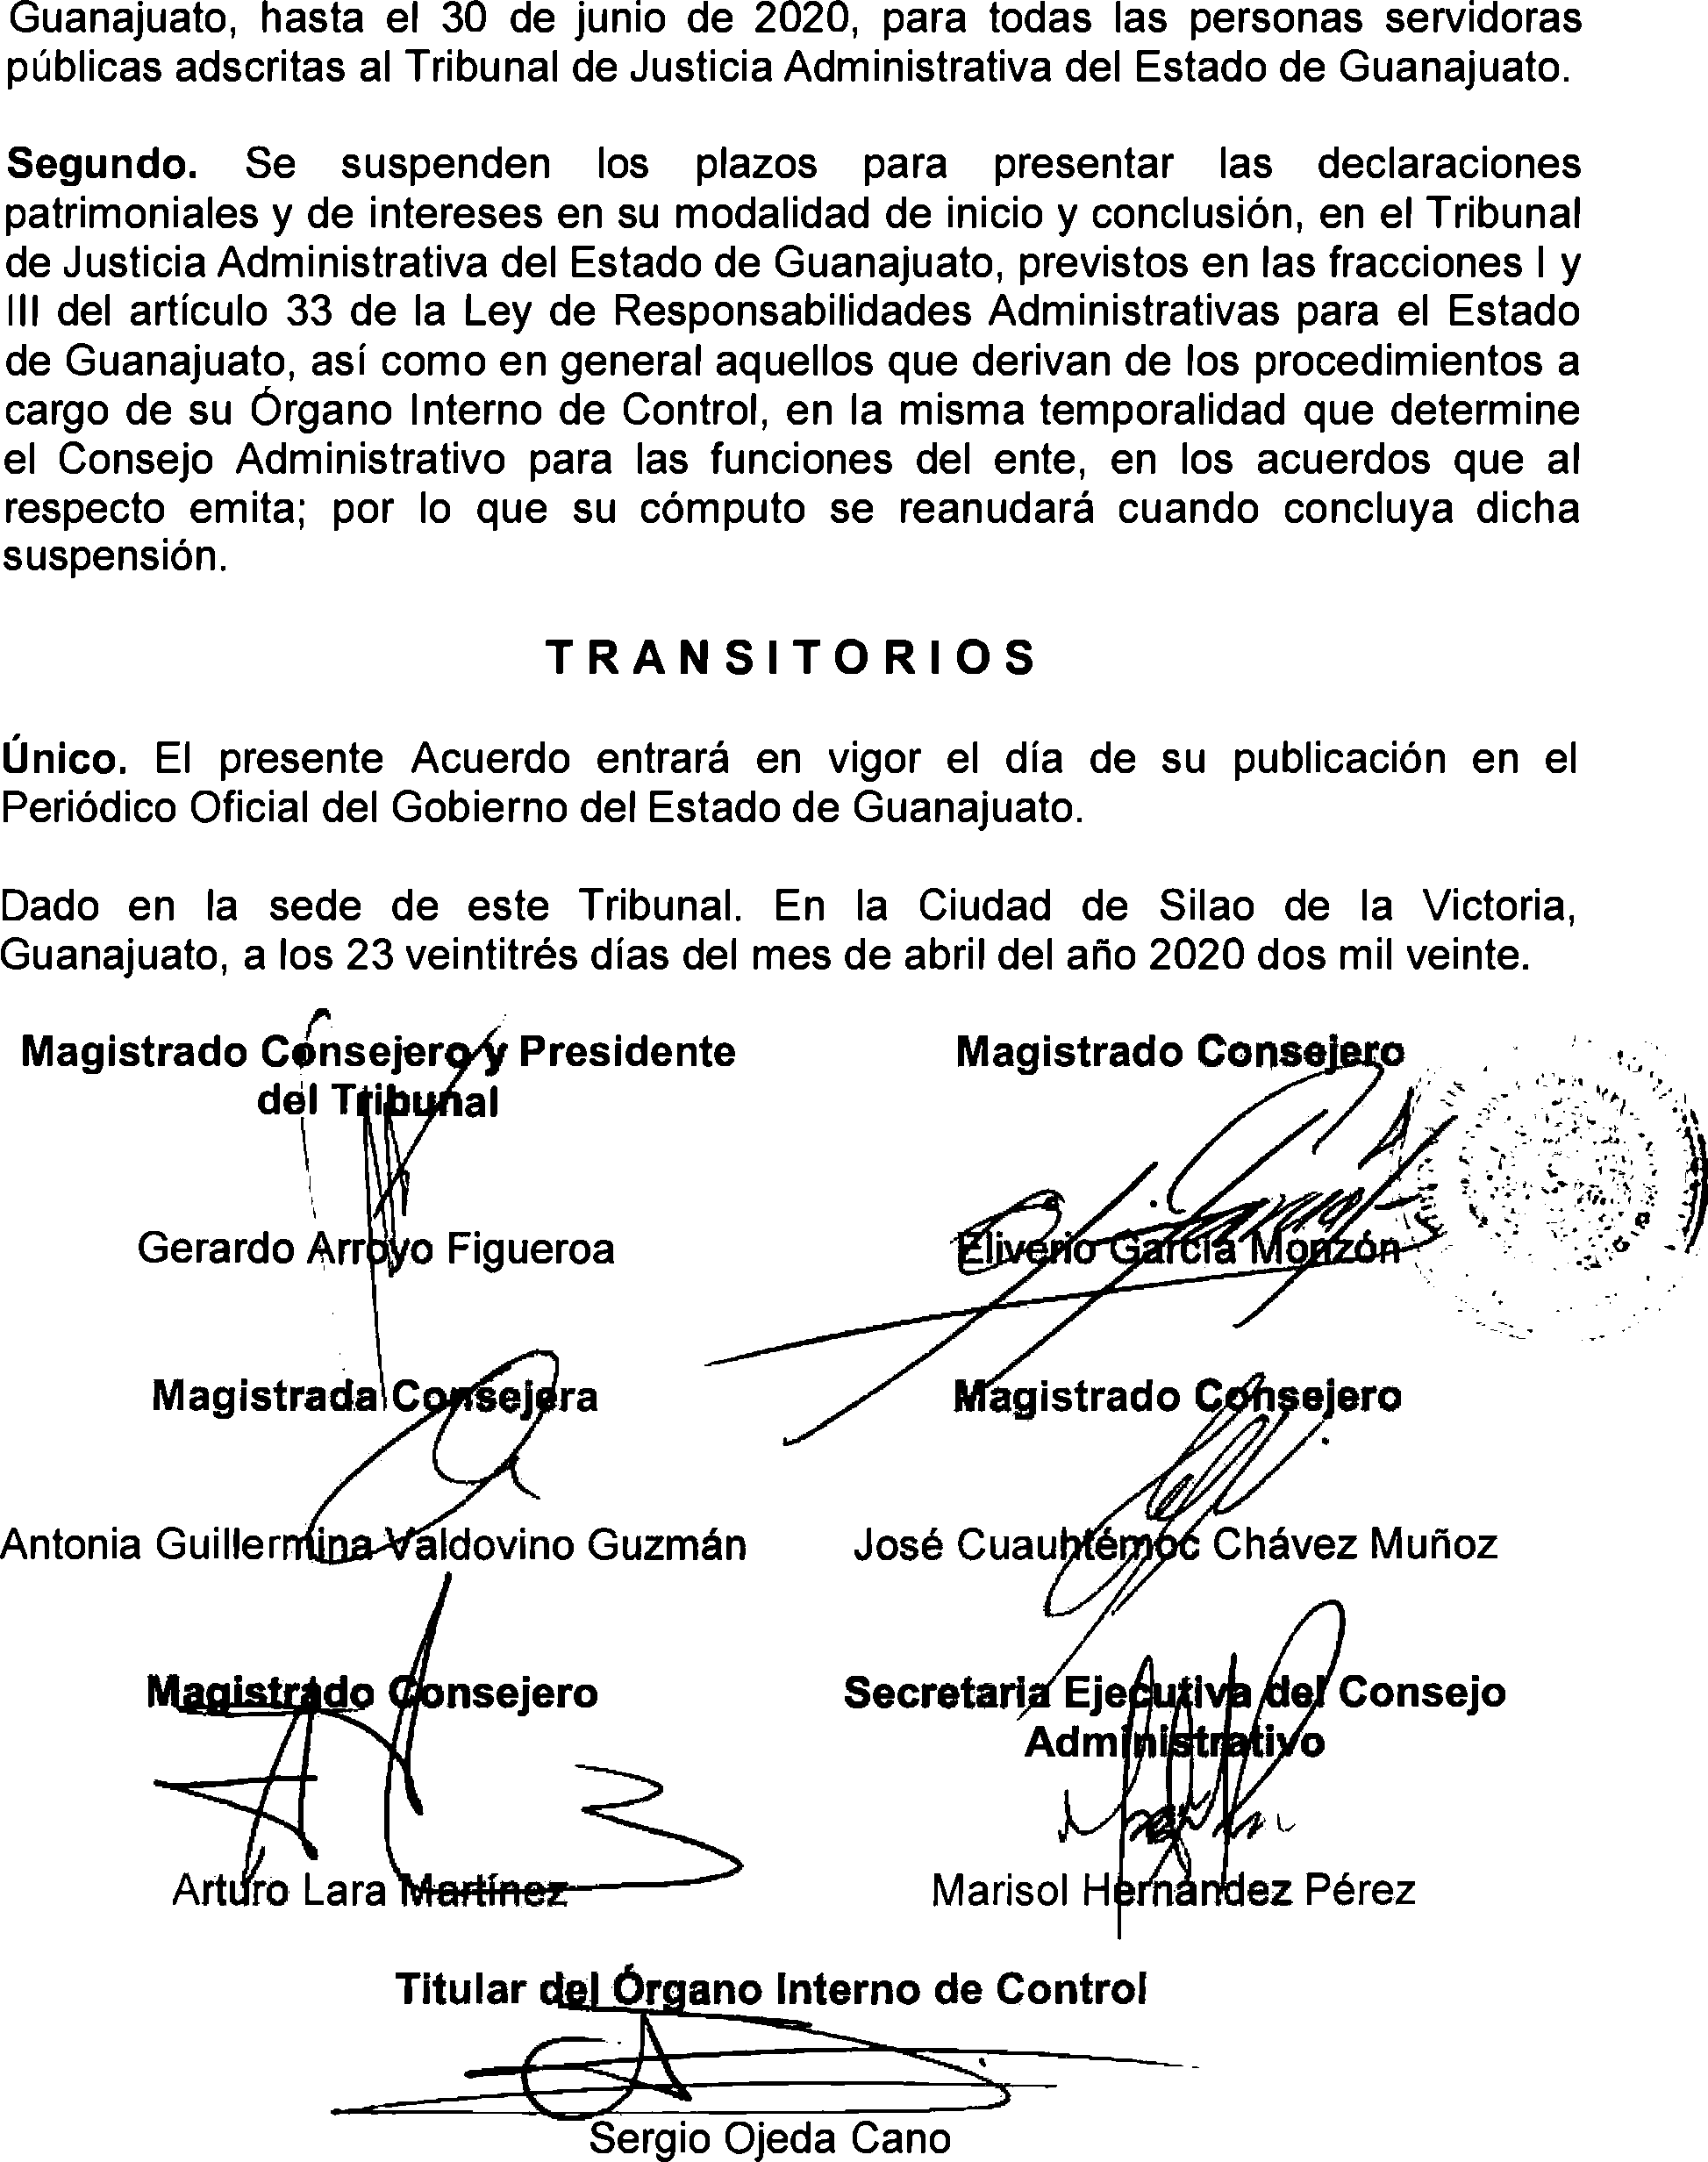 Guanajuato, hasta el 30 de junio de 2020, para todas las personas servidoras
públicas adscritas al Tribunal de Justicia Administrativa del Estado de Guanajuato.
Segundo. Se suspenden los plazos para presentar las declaraciones
patrimoniales y de intereses en su modalidad de inicio y conclusión, en el Tribunal
de Justicia Administrativa del Estado de Guanajuato, previstos en las fracciones I y
III del artículo 33 de la Ley de Responsabilidades Administrativas para el Estado
de Guanajuato, así como en general aquellos que derivan de los procedimientos a
cargo de su Órgano Interno de Control, en la misma temporalidad que determine
el Consejo Administrativo para las funciones del ente, en los acuerdos que al
respecto emita; por lo que su cómputo se reanudará cuando concluya dicha
suspensión.
TRANSITORIOS
Único. El presente Acuerdo entrará en vigor el día de su publicación en el
Periódico Oficial del Gobierno del Estado de Guanajuato.
Dado en la sede de este Tribunal. En la Ciudad de Silao de la Victoria,
Guanajuato, a los 23 veintitrés días del mes de abril del año 2020 dos mil veinte.
Magistrado Consejero y Presidente
del Tribunal
Gerardo Arroyo Figueroa
Magistrado Consejero
Eliverio García Monzón
Magistrada Consejera
Antonia Guillermina Valdovino Guzmán
Magistrado Consejero
José Cuauhtémoc Chávez Muñoz
Magistrado Consejero
Arturo Lara Martínez
Secretaria Ejecutiva del Consejo
Administrativo
Marisol Hernández Pérez
Titular del Órgano Interno de Control
Sergio Ojeda Cano